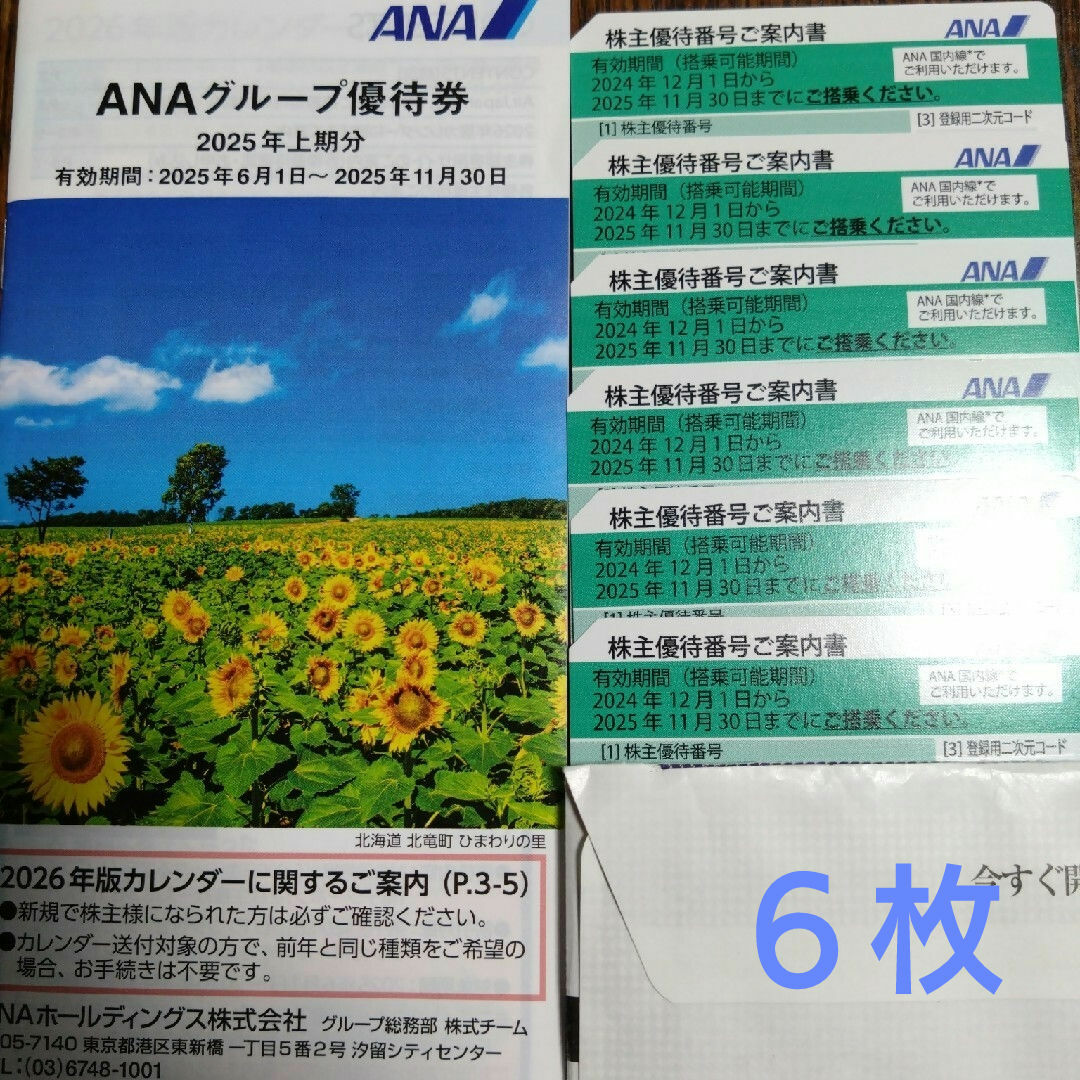 ANA
ANAグループ優待券
2025年上期分
有効期間：2025年6月1日～2025年11月30日
北海道 北竜町 ひまわりの里
2026年版カレンダーに関するご案内（P.3-5）
●新規で株主様になられた方は必ずご確認ください。
●カレンダー送付対象の方で、前年と同じ種類をご希望の
場合、お手続きは不要です。
NAホールディングス株式会社 グループ総務部 株式チーム
05-7140 東京都港区東新橋一丁目5番2号 汐留シティセンター
L：(03)6748-1001
株主優待番号ご案内書 ANA
有効期間（搭乗可能期間）
2024年12月1日から
2025年11月30日までにご搭乗ください。
ANA国内線*で
ご利用いただけます。
[1] 株主優待番号 [3] 登録用二次元コード
株主優待番号ご案内書 ANA
有効期間（搭乗可能期間）
2024年12月1日から
2025年11月30日までにご搭乗ください。
ANA国内線*で
ご利用いただけます。
株主優待番号ご案内書 ANA
有効期間（搭乗可能期間）
2024年12月1日から
2025年11月30日までにご搭乗ください。
ANA国内線*で
ご利用いただけます。
株主優待番号ご案内書 ANA
有効期間（搭乗可能期間）
2024年12月1日から
2025年11月30日までにご搭乗ください。
ANA国内線*で
ご利用いただけます。
株主優待番号ご案内書
有効期間（搭乗可能期間）
2024年12月1日から
2025年11月30日までにご搭乗ください
[1] 株主優待番号
株主優待番号ご案内書
有効期間（搭乗可能期間）
2024年12月1日から
2025年11月30日までにご搭乗ください。
ANA国内線*で
ご利用いただけます。
[1] 株主優待番号 [3] 登録用二次元コード
今すぐ開
6枚